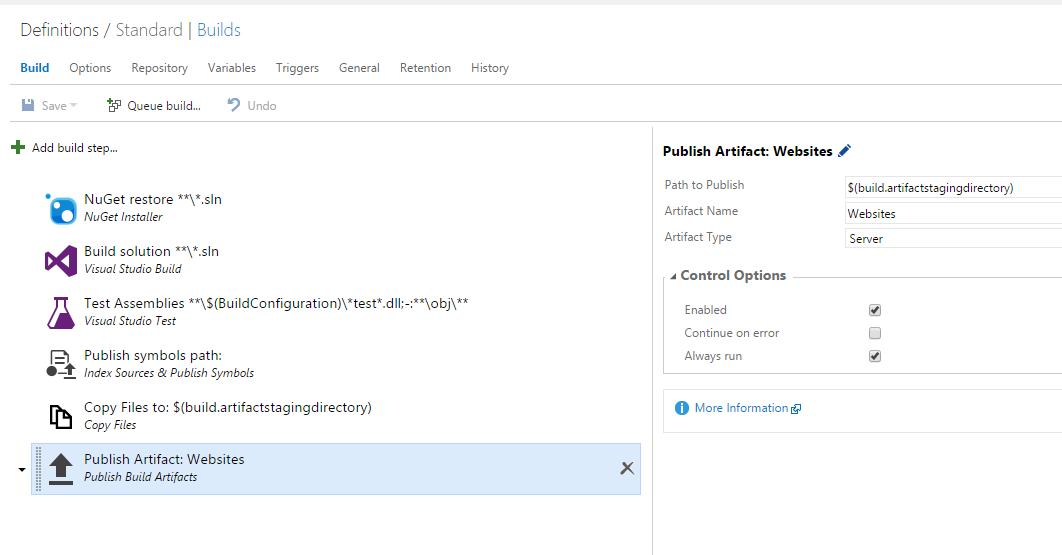 Definitions / Standard | Builds
Build Options Repository Variables Triggers General Retention History
Save Queue build... Undo
Add build step...
NuGet restore **\*.sln
NuGet Installer
Build solution **\*.sln
Visual Studio Build
Test Assemblies **\$(BuildConfiguration)\*test*.dll;-:**\obj\**
Visual Studio Test
Publish symbols path:
Index Sources & Publish Symbols
Copy Files to: $(build.artifactstagingdirectory)
Copy Files
Publish Artifact: Websites
Publish Build Artifacts
Publish Artifact: Websites
Path to Publish $(build.artifactstagingdirectory)
Artifact Name Websites
Artifact Type Server
Control Options
Enabled
Continue on error
Always run
More Information